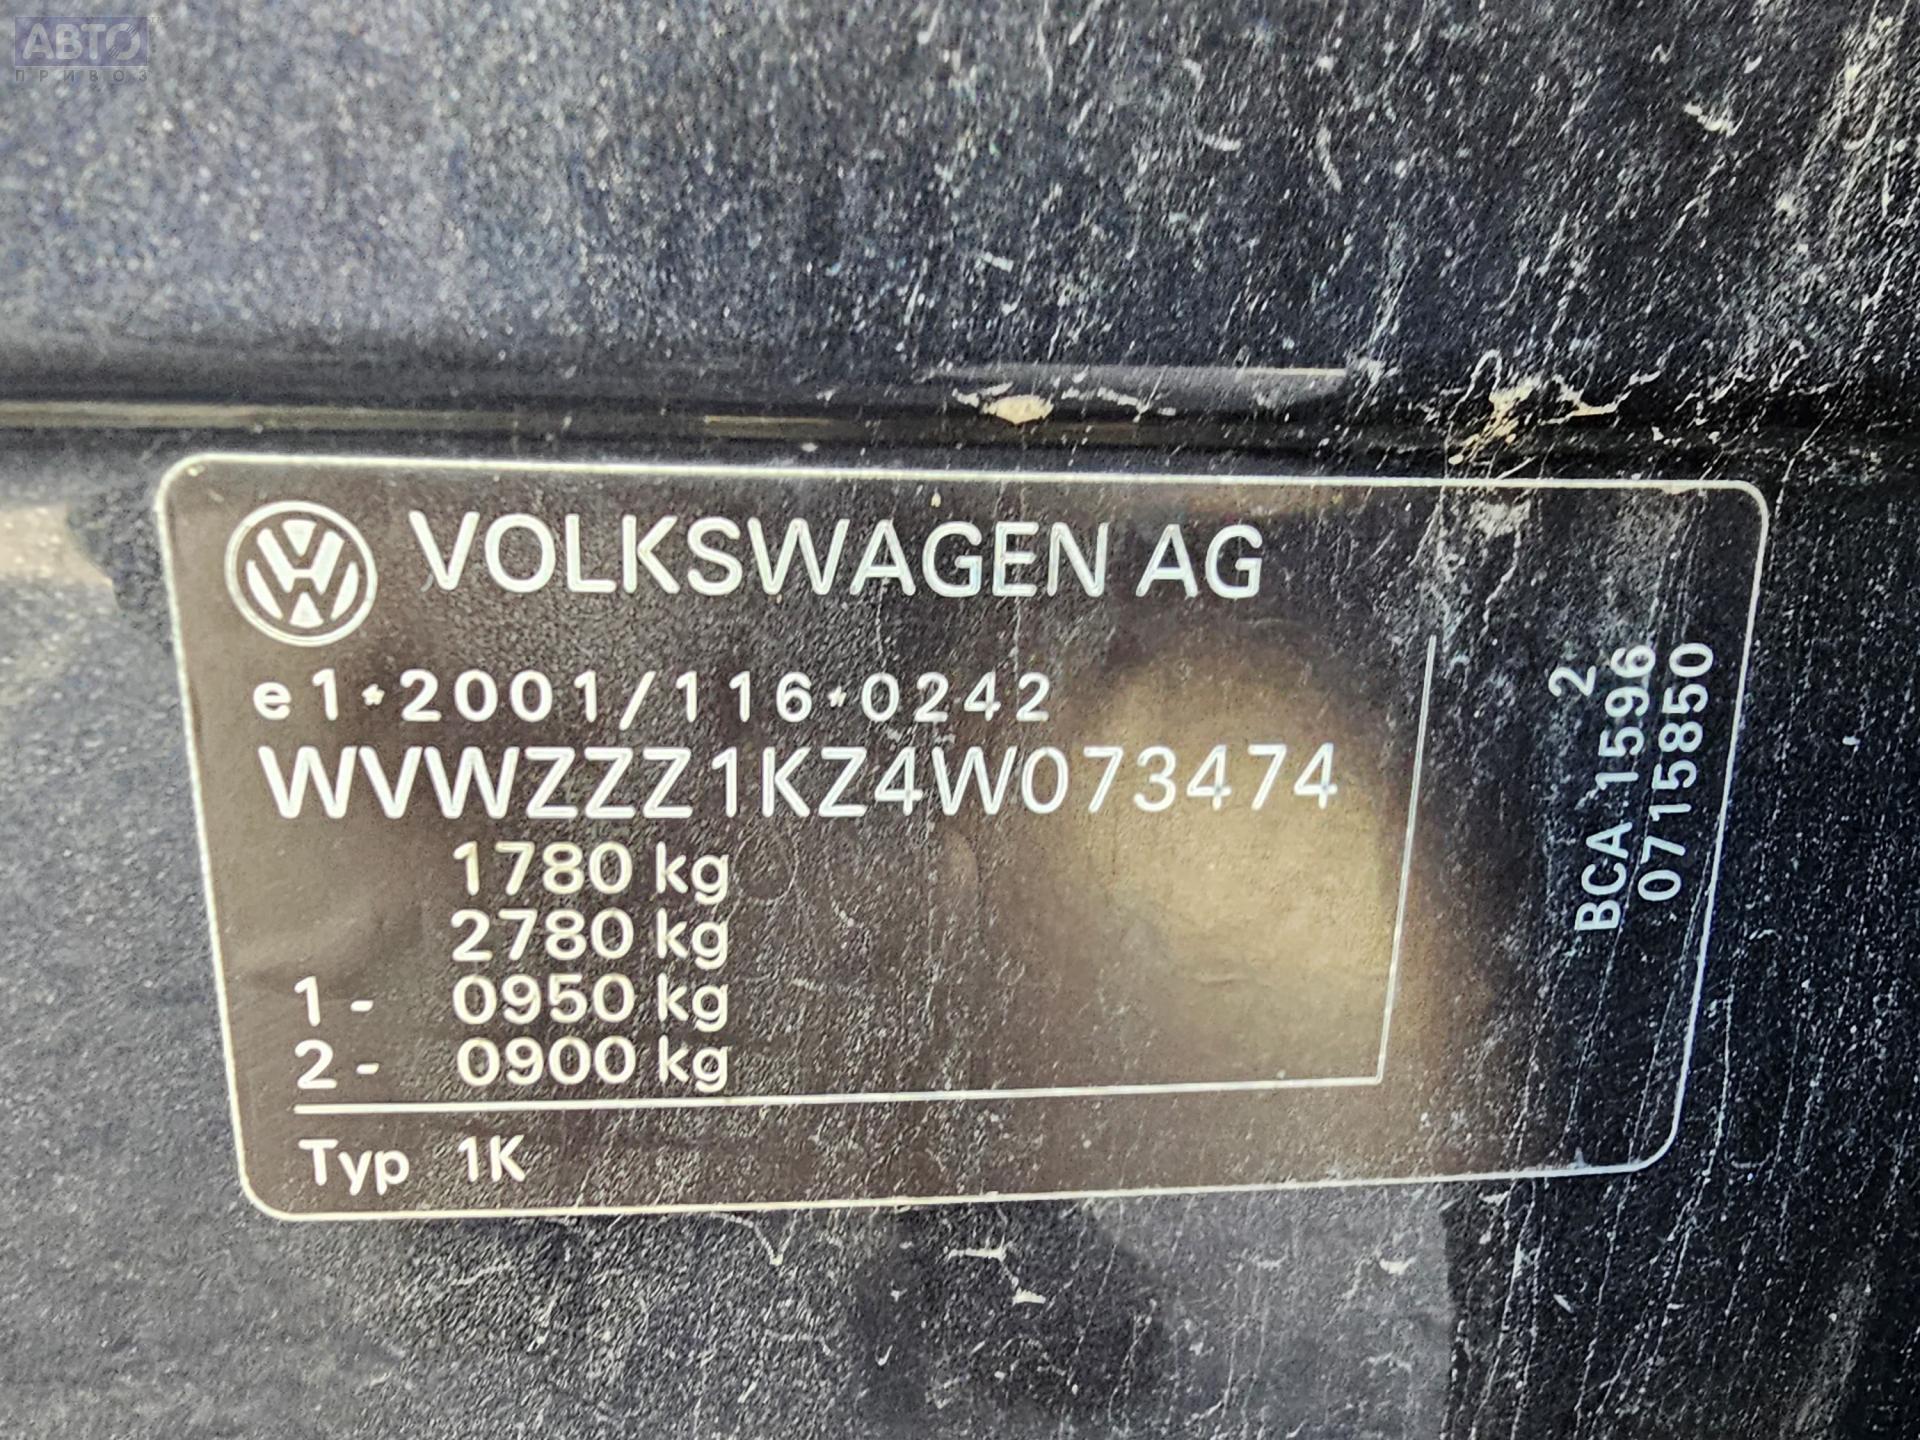 АВТО
ПРИВОЗ
VOLKSWAGEN AG
e1*2001/116*0242
WVWZZZ1KZ4W073474
1780 kg
2780 kg
1- 0950 kg
2- 0900 kg
Typ 1K
2
BCA 1596
0715850